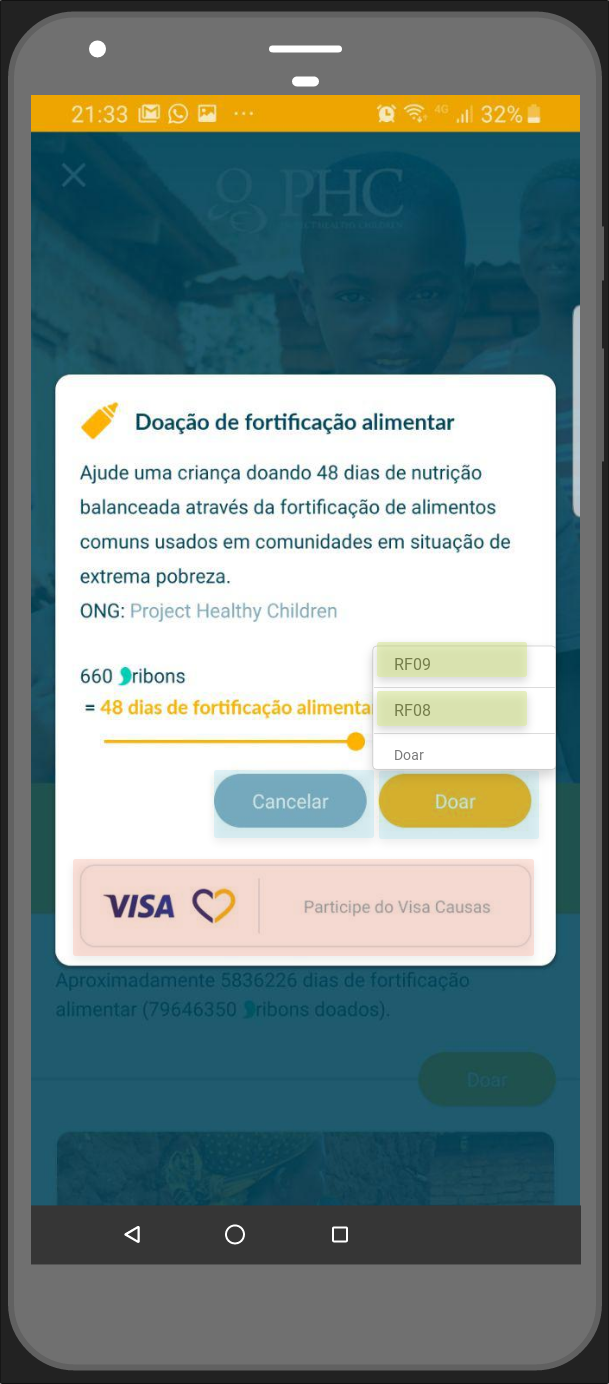 21:33 ... 4G 32%
PHC
Doação de fortificação alimentar
Ajude uma criança doando 48 dias de nutrição
balanceada através da fortificação de alimentos
comuns usados em comunidades em situação de
extrema pobreza.
ONG: Project Healthy Children
RF09
660 ribons
= 48 dias de fortificação alimenta
RF08
Doar
Cancelar Doar
VISA Participe do Visa Causas
Aproximadamente 5836226 dias de fortificação
alimentar (79646350 ribons doados).
Doar